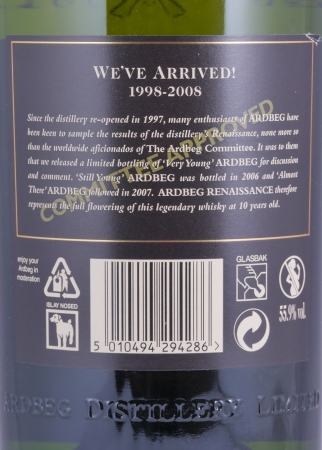 WE'VE ARRIVED!
1998-2008
Since the distillery re-opened in 1997, many enthusiasts of ARDBEG have
been keen to sample the results of the distillery's Renaissance, none more so
than the worldwide aficionados of The Ardbeg Committee. It was to them
that we released a limited bottling of 'Very Young' ARDBEG for discussion
and comment. 'Still Young' ARDBEG was bottled in 2006 and 'Almost
There' ARDBEG followed in 2007. ARDBEG RENAISSANCE therefore
represents the full flowering of this legendary whisky at 10 years old.
COMMITTEE APPROVED
enjoy your
Ardbeg in
moderation
ISLAY NOSED
5 010494 294286
GLASBAK
55.9% vol.
ARDBEG DISTILLERY LIMITED